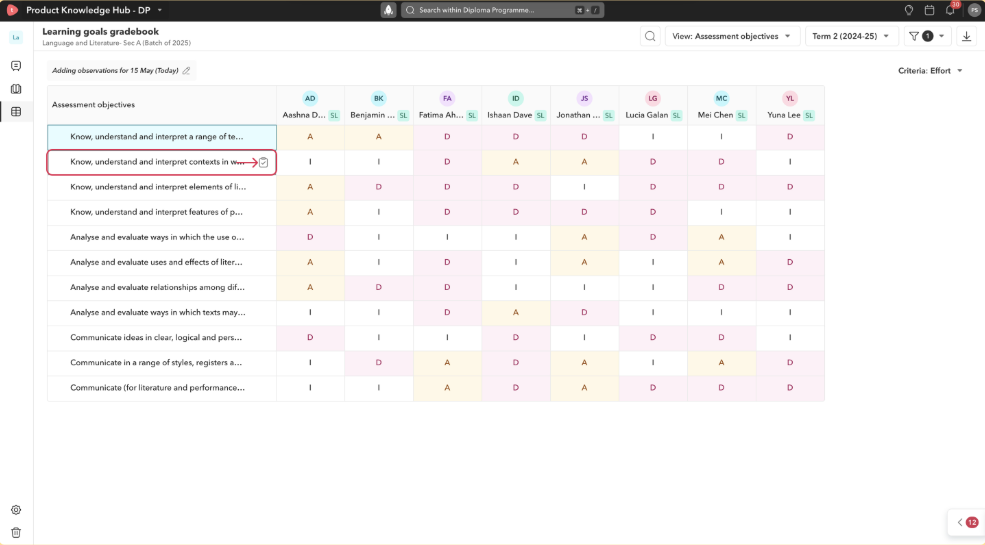 Product Knowledge Hub - DP
Search within Diploma Programme...
⌘ + /
30
PS
La
Learning goals gradebook
Language and Literature- Sec A (Batch of 2025)
View: Assessment objectives
Term 2 (2024-25)
1
Adding observations for 15 May (Today)
Criteria: Effort
AD BK FA ID JS LG MC YL
Assessment objectives
Aashna D... SL Benjamin ... SL Fatima Ah... SL Ishaan Dave SL Jonathan ... SL Lucia Galan SL Mei Chen SL Yuna Lee SL
Know, understand and interpret a range of te... A A D D D I I D
Know, understand and interpret contexts in w... I I D A A D D I
Know, understand and interpret elements of li... A D D D I D D D
Know, understand and interpret features of p... A I D D D D I I
Analyse and evaluate ways in which the use o... D I I I A D A I
Analyse and evaluate uses and effects of liter... A I D I A I A D
Analyse and evaluate relationships among dif... A D D I I I D D
Analyse and evaluate ways in which texts may... I I D A D I I I
Communicate ideas in clear, logical and pers... D I I D I D D I
Communicate in a range of styles, registers a... I D A D A I A D
Communicate (for literature and performance... I I A D A D D D
12